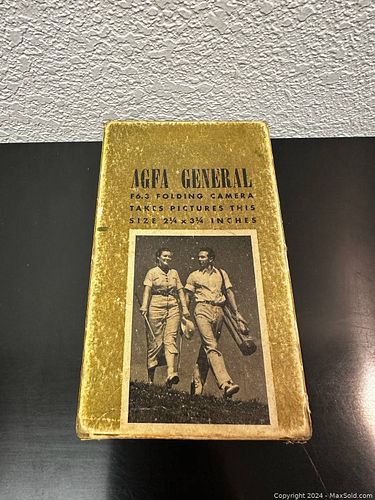 AGFA GENERAL
F6.3 FOLDING CAMERA
TAKES PICTURES THIS
SIZE 2¼ x 3¼ INCHES
Copyright 2024 - MaxSold.com